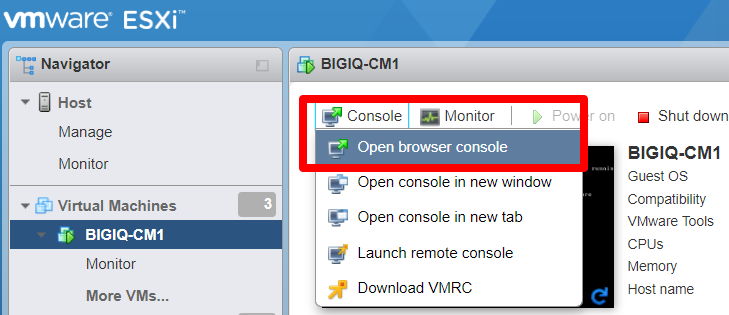 vmware® ESXi™
Navigator
Host
Manage
Monitor
Virtual Machines 3
BIGIQ-CM1
Monitor
More VMs...
BIGIQ-CM1
Console Monitor Power on Shut down
Open browser console
Open console in new window
Open console in new tab
Launch remote console
Download VMRC
BIGIQ-CM1
Guest OS
Compatibility
VMware Tools
CPUs
Memory
Host name